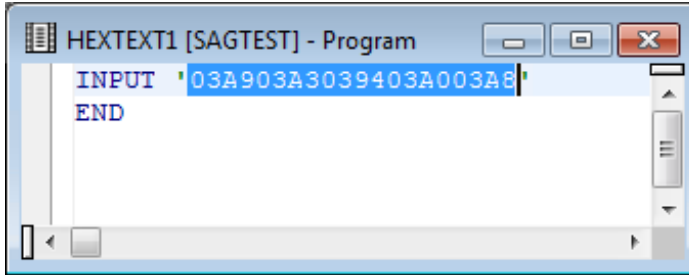 HEXTEXT1 [SAGTEST] - Program
INPUT '03A903A3039403A003A8'
END